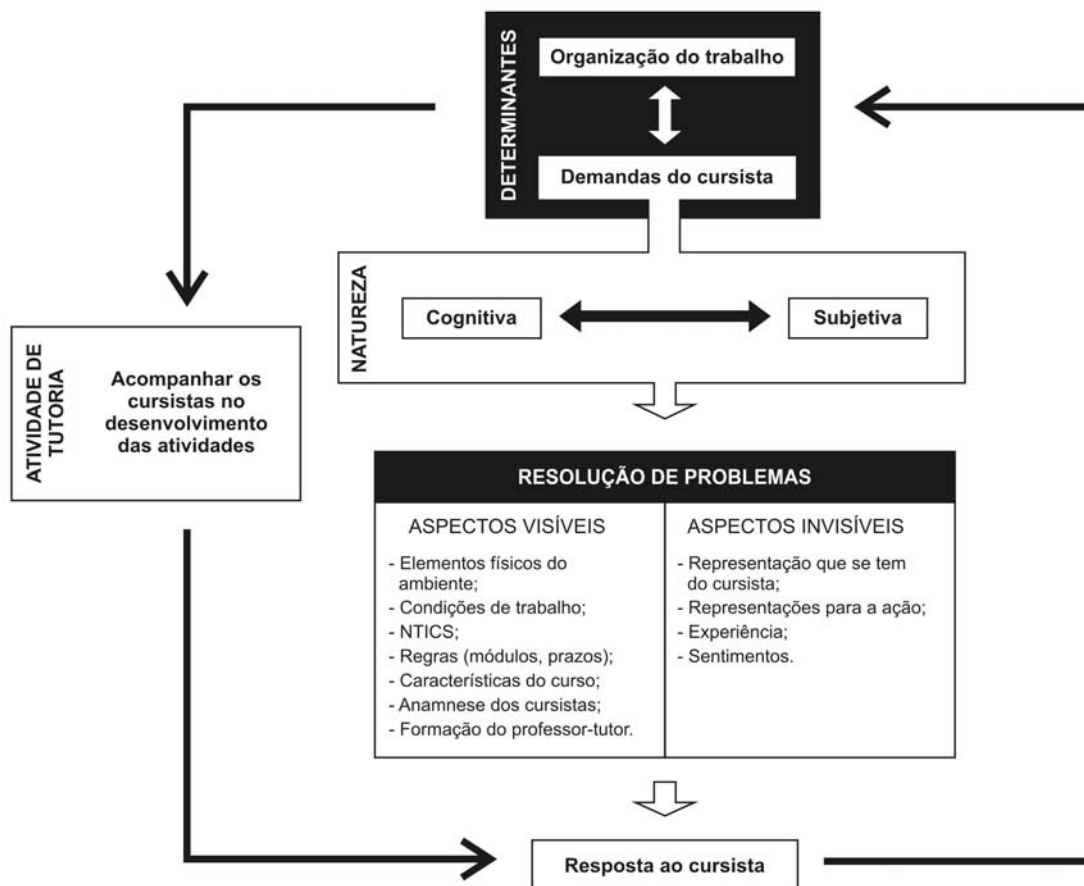 DETERMINANTES
Organização do trabalho
Demandas do cursista
NATUREZA
Cognitiva
Subjetiva
ATIVIDADE DE
TUTORIA
Acompanhar os
cursistas no
desenvolvimento
das atividades
RESOLUÇÃO DE PROBLEMAS
ASPECTOS VISÍVEIS
- Elementos físicos do
ambiente;
- Condições de trabalho;
- NTICS;
- Regras (módulos, prazos);
- Características do curso;
- Anamnese dos cursistas;
- Formação do professor-tutor.
ASPECTOS INVISÍVEIS
- Representação que se tem
do cursista;
- Representações para a ação;
- Experiência;
- Sentimentos.
Resposta ao cursista